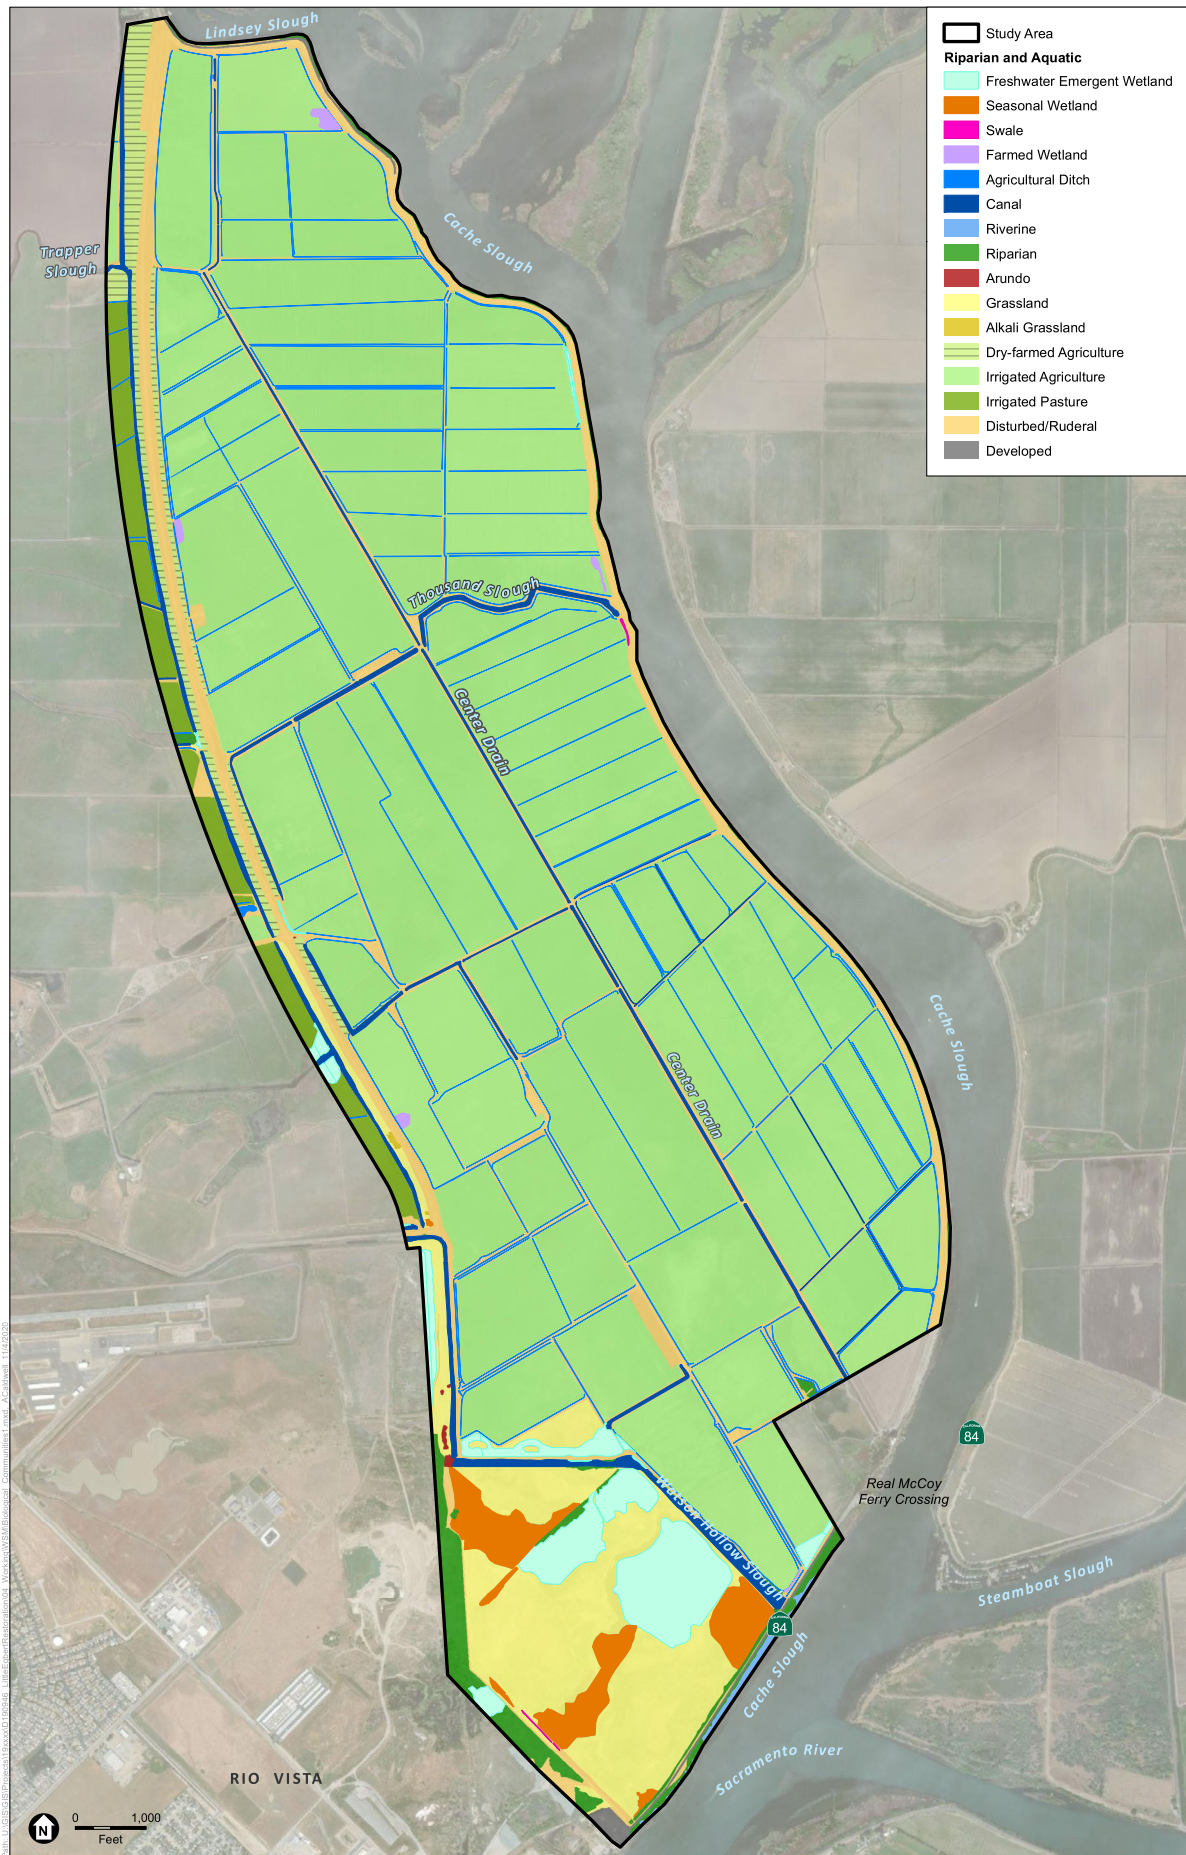 Lindsey Slough
Study Area
Riparian and Aquatic
Freshwater Emergent Wetland
Seasonal Wetland
Swale
Farmed Wetland
Agricultural Ditch
Canal
Riverine
Riparian
Arundo
Grassland
Alkali Grassland
Dry-farmed Agriculture
Irrigated Agriculture
Irrigated Pasture
Disturbed/Ruderal
Developed
Trapper
Slough
Cache Slough
Thousand Slough
Center Drain
Cache Slough
Center Drain
CALIFORNIA
84
Real McCoy
Ferry Crossing
Watson Hollow Slough
Steamboat Slough
CALIFORNIA
84
Cache Slough
Sacramento River
RIO VISTA
N
0 1,000
Feet